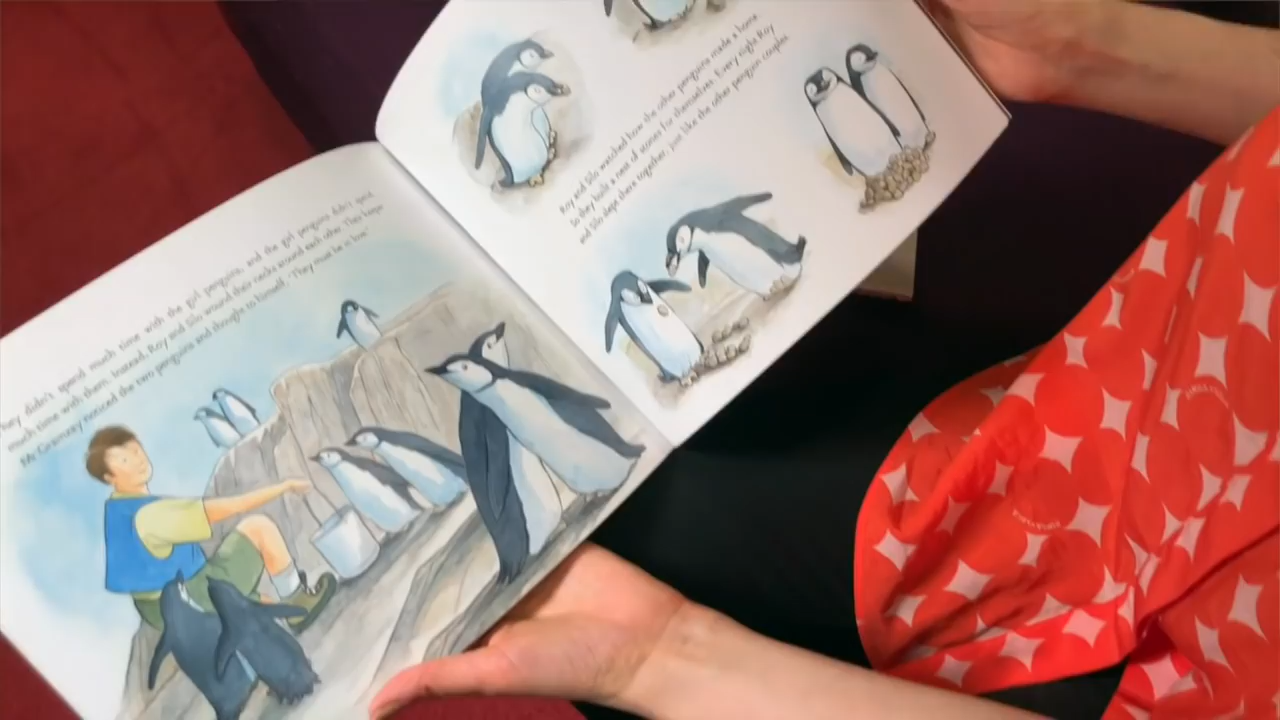 They didn't spend much time with the girl penguins, and the girl penguins didn't spend
much time with them. Instead, Roy and Silo wound their necks around each other. Their keeper
Mr. Gramzay noticed the two penguins and thought to himself, "They must be in love."
Roy and Silo watched how the other penguins made a home.
So they built a nest of stones for themselves. Every night Roy
and Silo slept there together, just like the other penguin couples.